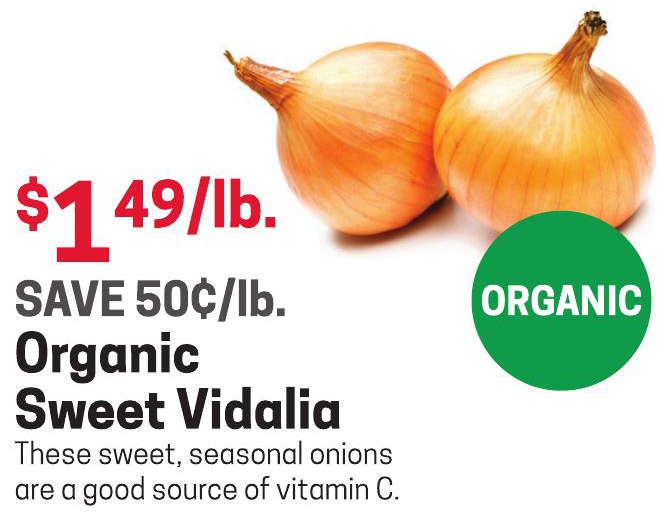 $1 49/lb.
SAVE 50¢/lb.
ORGANIC
Organic
Sweet Vidalia
These sweet, seasonal onions
are a good source of vitamin C.